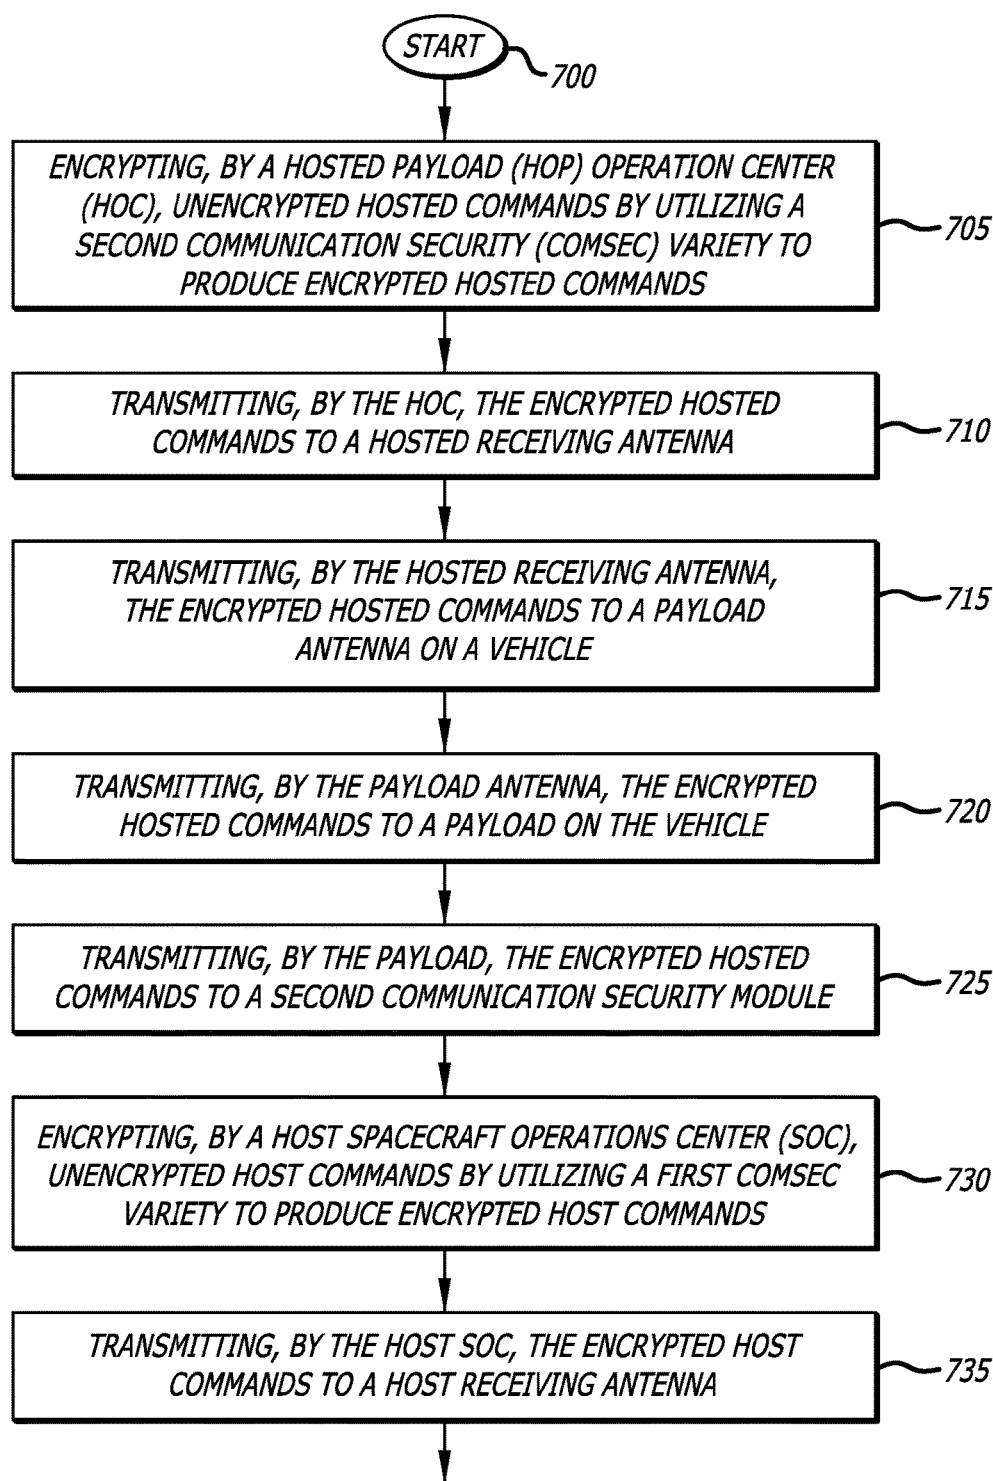 START
700
ENCRYPTING, BY A HOSTED PAYLOAD (HOP) OPERATION CENTER
(HOC), UNENCRYPTED HOSTED COMMANDS BY UTILIZING A
SECOND COMMUNICATION SECURITY (COMSEC) VARIETY TO
PRODUCE ENCRYPTED HOSTED COMMANDS
705
TRANSMITTING, BY THE HOC, THE ENCRYPTED HOSTED
COMMANDS TO A HOSTED RECEIVING ANTENNA
710
TRANSMITTING, BY THE HOSTED RECEIVING ANTENNA,
THE ENCRYPTED HOSTED COMMANDS TO A PAYLOAD
ANTENNA ON A VEHICLE
715
TRANSMITTING, BY THE PAYLOAD ANTENNA, THE ENCRYPTED
HOSTED COMMANDS TO A PAYLOAD ON THE VEHICLE
720
TRANSMITTING, BY THE PAYLOAD, THE ENCRYPTED HOSTED
COMMANDS TO A SECOND COMMUNICATION SECURITY MODULE
725
ENCRYPTING, BY A HOST SPACECRAFT OPERATIONS CENTER (SOC),
UNENCRYPTED HOST COMMANDS BY UTILIZING A FIRST COMSEC
VARIETY TO PRODUCE ENCRYPTED HOST COMMANDS
730
TRANSMITTING, BY THE HOST SOC, THE ENCRYPTED HOST
COMMANDS TO A HOST RECEIVING ANTENNA
735